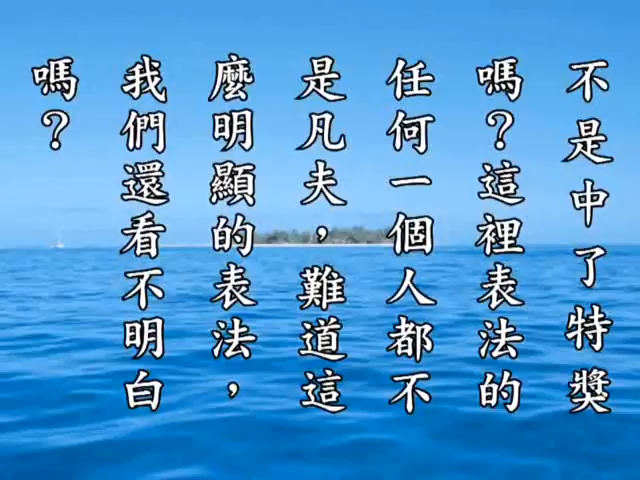 不是中了特獎
嗎？這裡表法的
任何一個人都不
是凡夫，難道這
麼明顯的表法，
我們還看不明白
嗎？